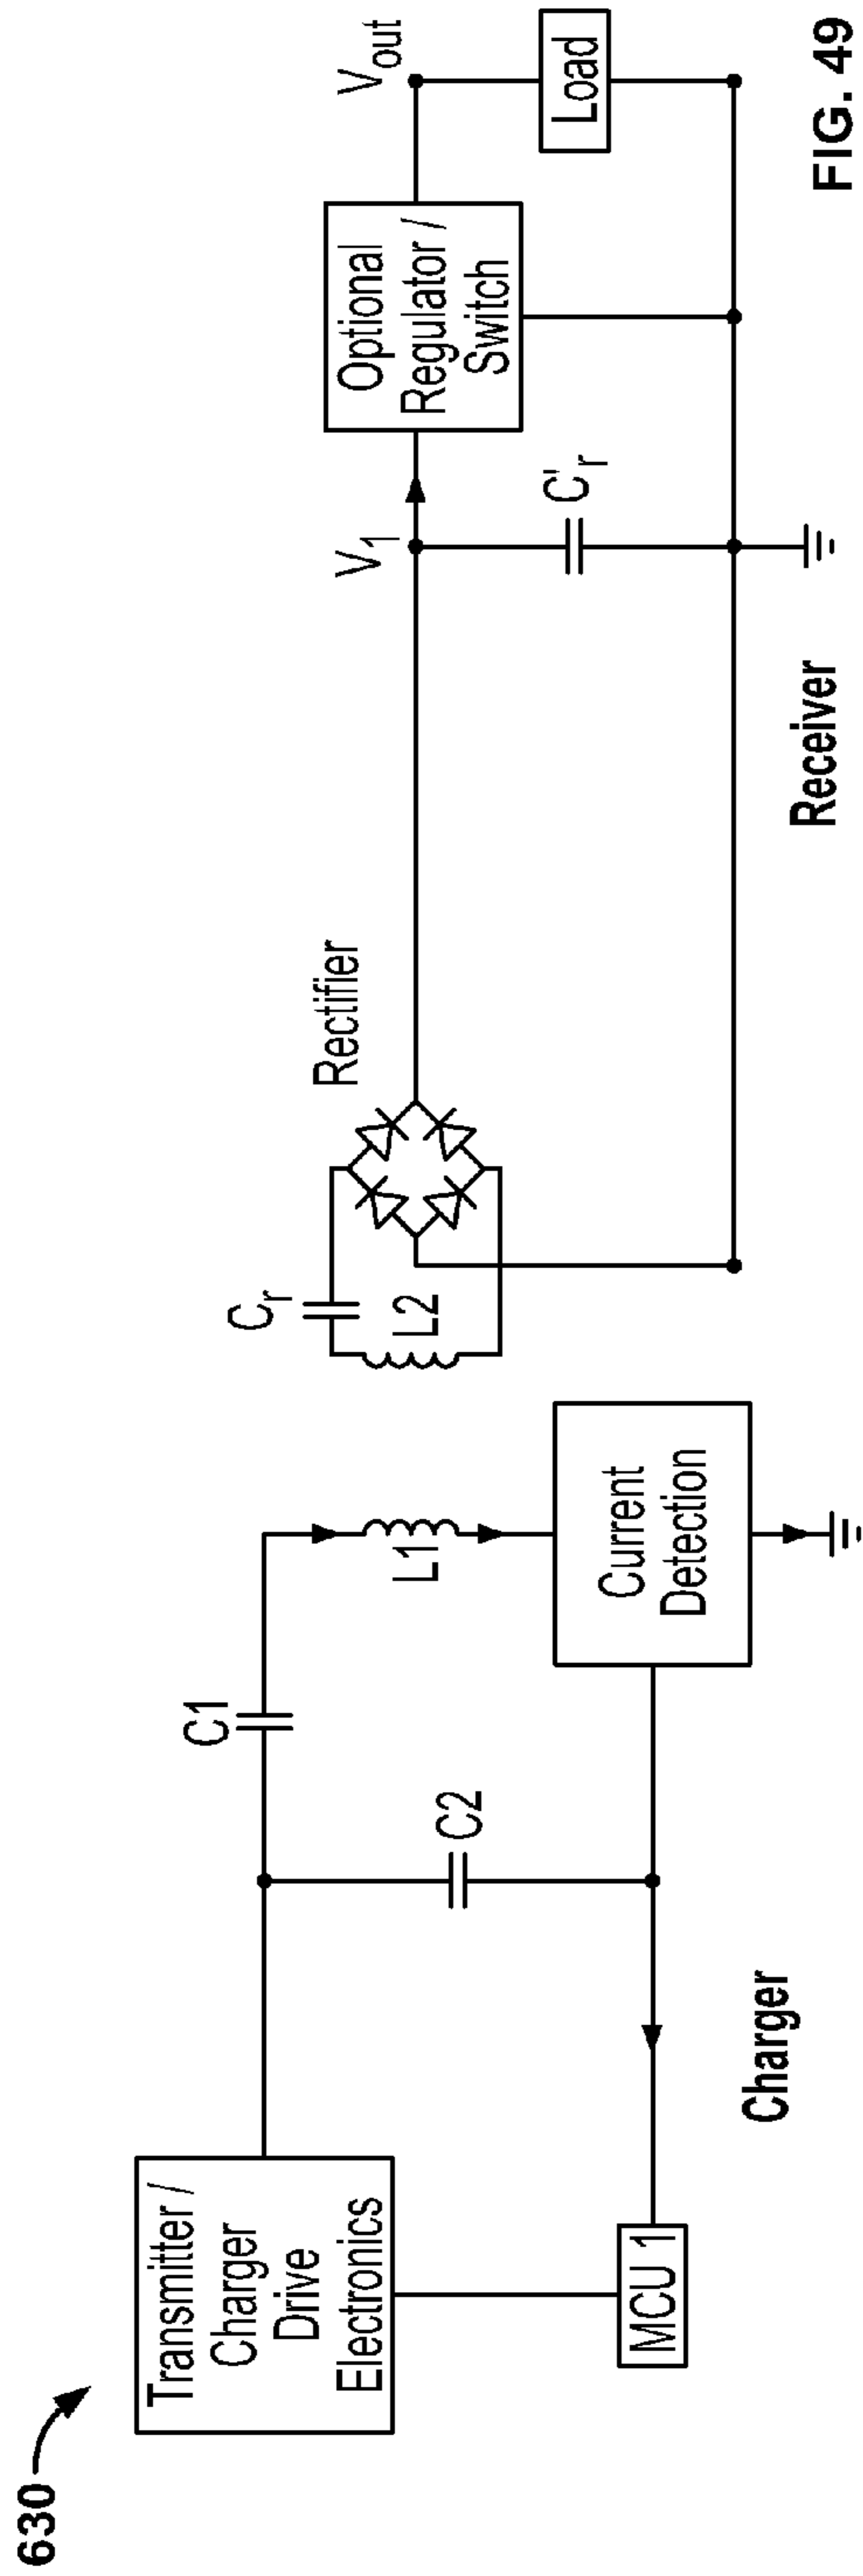 630
Transmitter /
Charger
Drive
Electronics
MCU 1
C1
C2
L1
Current
Detection
Charger
Cr
L2
Rectifier
V1
C'r
Optional
Regulator /
Switch
Vout
Load
Receiver
FIG. 49